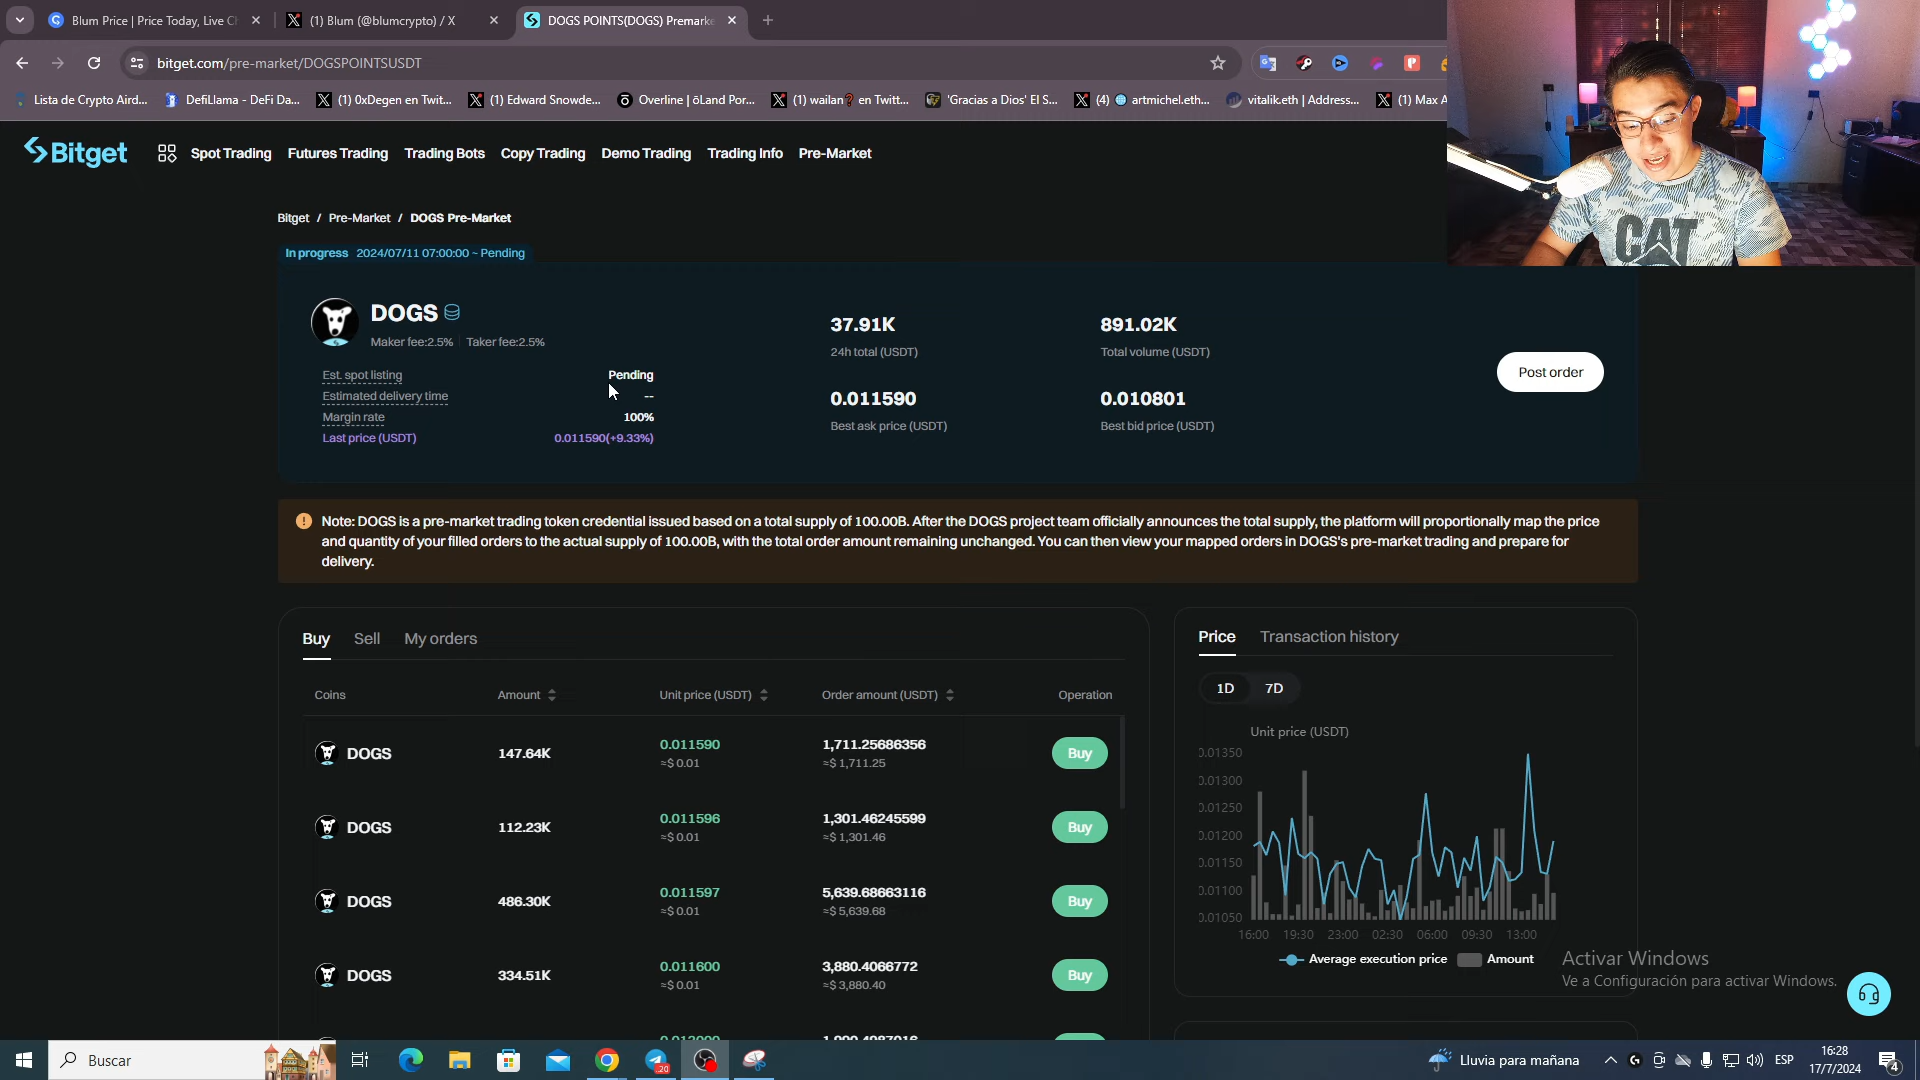 Blum Price | Price Today, Live C
(1) Blum (@blumcrypto) / X
DOGS POINTS(DOGS) Premarke
bitget.com/pre-market/DOGSPOINTSUSDT
Lista de Crypto Aird...
DefiLlama - DeFi Da...
(1) 0xDegen en Twit...
(1) Edward Snowde...
Overline | ōLand Por...
(1) wailan❓ en Twitt...
'Gracias a Dios' El S...
(4) 🌐 artmichel.eth...
vitalik.eth | Address...
(1) Max A
Bitget
Spot Trading
Futures Trading
Trading Bots
Copy Trading
Demo Trading
Trading Info
Pre-Market
Bitget / Pre-Market / DOGS Pre-Market
In progress 2024/07/11 07:00:00 ~ Pending
DOGS
Maker fee:2.5% Taker fee:2.5%
Est. spot listing Pending
Estimated delivery time --
Margin rate 100%
Last price (USDT) 0.011590(+9.33%)
37.91K
24h total (USDT)
891.02K
Total volume (USDT)
0.011590
Best ask price (USDT)
0.010801
Best bid price (USDT)
Post order
CAT
Note: DOGS is a pre-market trading token credential issued based on a total supply of 100.00B. After the DOGS project team officially announces the total supply, the platform will proportionally map the price
and quantity of your filled orders to the actual supply of 100.00B, with the total order amount remaining unchanged. You can then view your mapped orders in DOGS's pre-market trading and prepare for
delivery.
Buy Sell My orders
Coins Amount Unit price (USDT) Order amount (USDT) Operation
DOGS 147.64K 0.011590 1,711.25686356 Buy
≈$ 0.01 ≈$ 1,711.25
DOGS 112.23K 0.011596 1,301.46245599 Buy
≈$ 0.01 ≈$ 1,301.46
DOGS 486.30K 0.011597 5,639.68663116 Buy
≈$ 0.01 ≈$ 5,639.68
DOGS 334.51K 0.011600 3,880.4066772 Buy
≈$ 0.01 ≈$ 3,880.40
Price Transaction history
1D 7D
Unit price (USDT)
0.01350
0.01300
0.01250
0.01200
0.01150
0.01100
0.01050
16:00 19:30 23:00 02:30 06:00 09:30 13:00
Average execution price Amount
Activar Windows
Ve a Configuración para activar Windows.
Buscar
20
Lluvia para mañana
ESP
16:28
17/7/2024
4